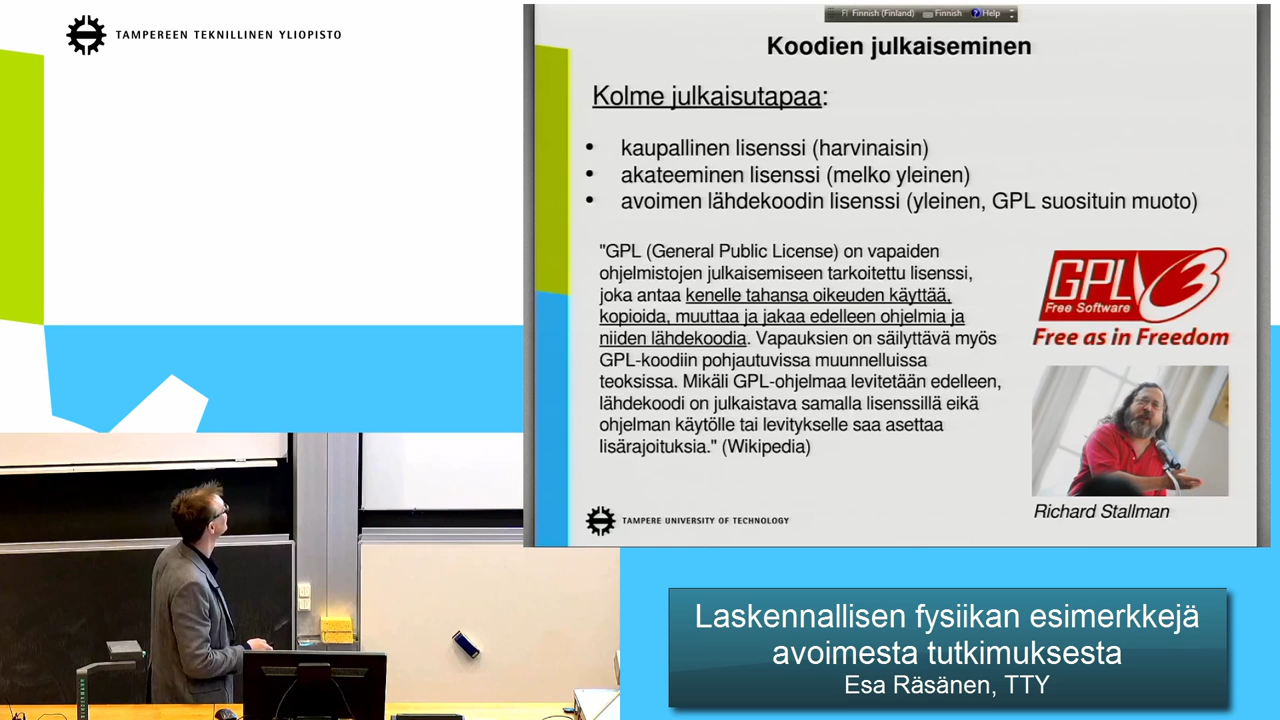 TAMPEREEN TEKNILLINEN YLIOPISTO
FI Finnish (Finland) Finnish Help
Koodien julkaiseminen
Kolme julkaisutapaa:
• kaupallinen lisenssi (harvinaisin)
• akateeminen lisenssi (melko yleinen)
• avoimen lähdekoodin lisenssi (yleinen, GPL suosituin muoto)
"GPL (General Public License) on vapaiden
ohjelmistojen julkaisemiseen tarkoitettu lisenssi,
joka antaa kenelle tahansa oikeuden käyttää,
kopioida, muuttaa ja jakaa edelleen ohjelmia ja
niiden lähdekoodia. Vapauksien on säilyttävä myös
GPL-koodiin pohjautuvissa muunnelluissa
teoksissa. Mikäli GPL-ohjelmaa levitetään edelleen,
lähdekoodi on julkaistava samalla lisenssillä eikä
ohjelman käytölle tai levitykselle saa asettaa
lisärajoituksia." (Wikipedia)
GPLv3
Free Software
Free as in Freedom
Richard Stallman
TAMPERE UNIVERSITY OF TECHNOLOGY
Laskennallisen fysiikan esimerkkejä
avoimesta tutkimuksesta
Esa Räsänen, TTY